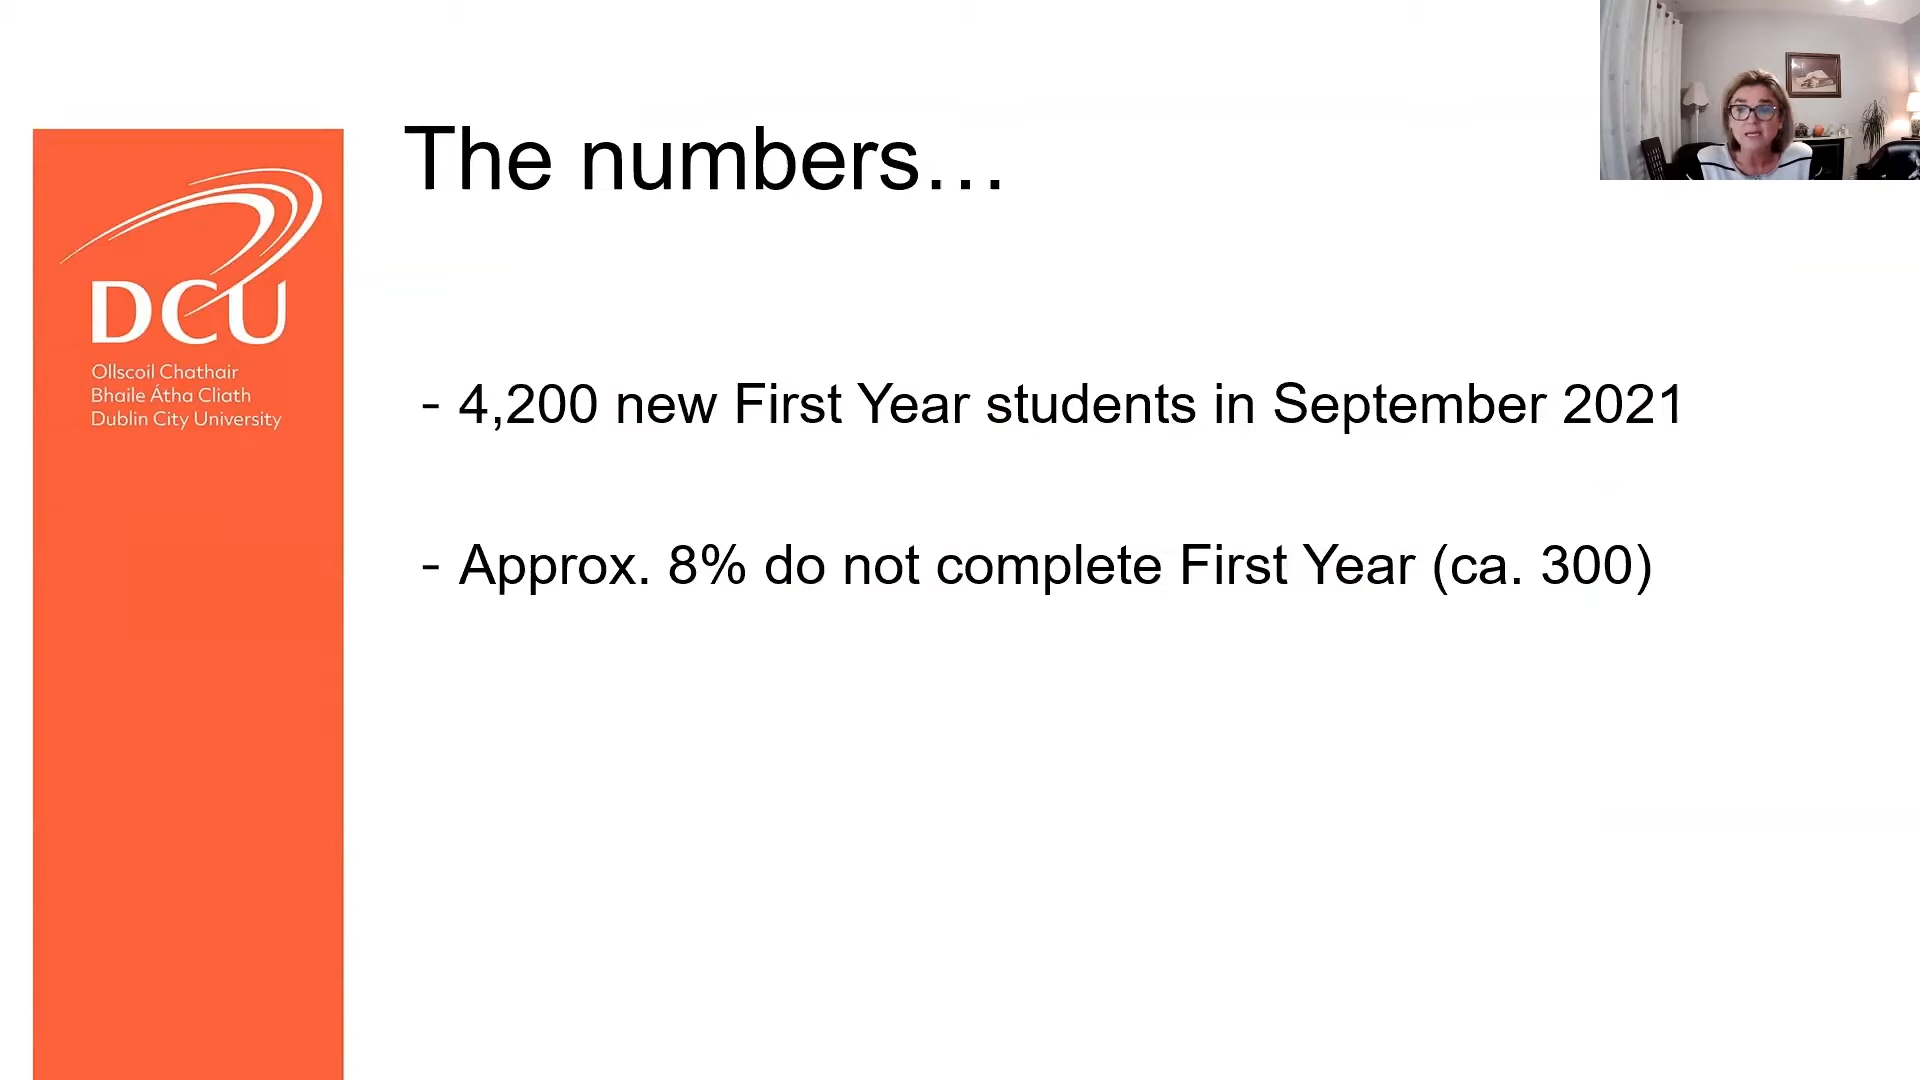 The numbers…
DCU
Ollscoil Chathair
Bhaile Átha Cliath
Dublin City University
- 4,200 new First Year students in September 2021
- Approx. 8% do not complete First Year (ca. 300)